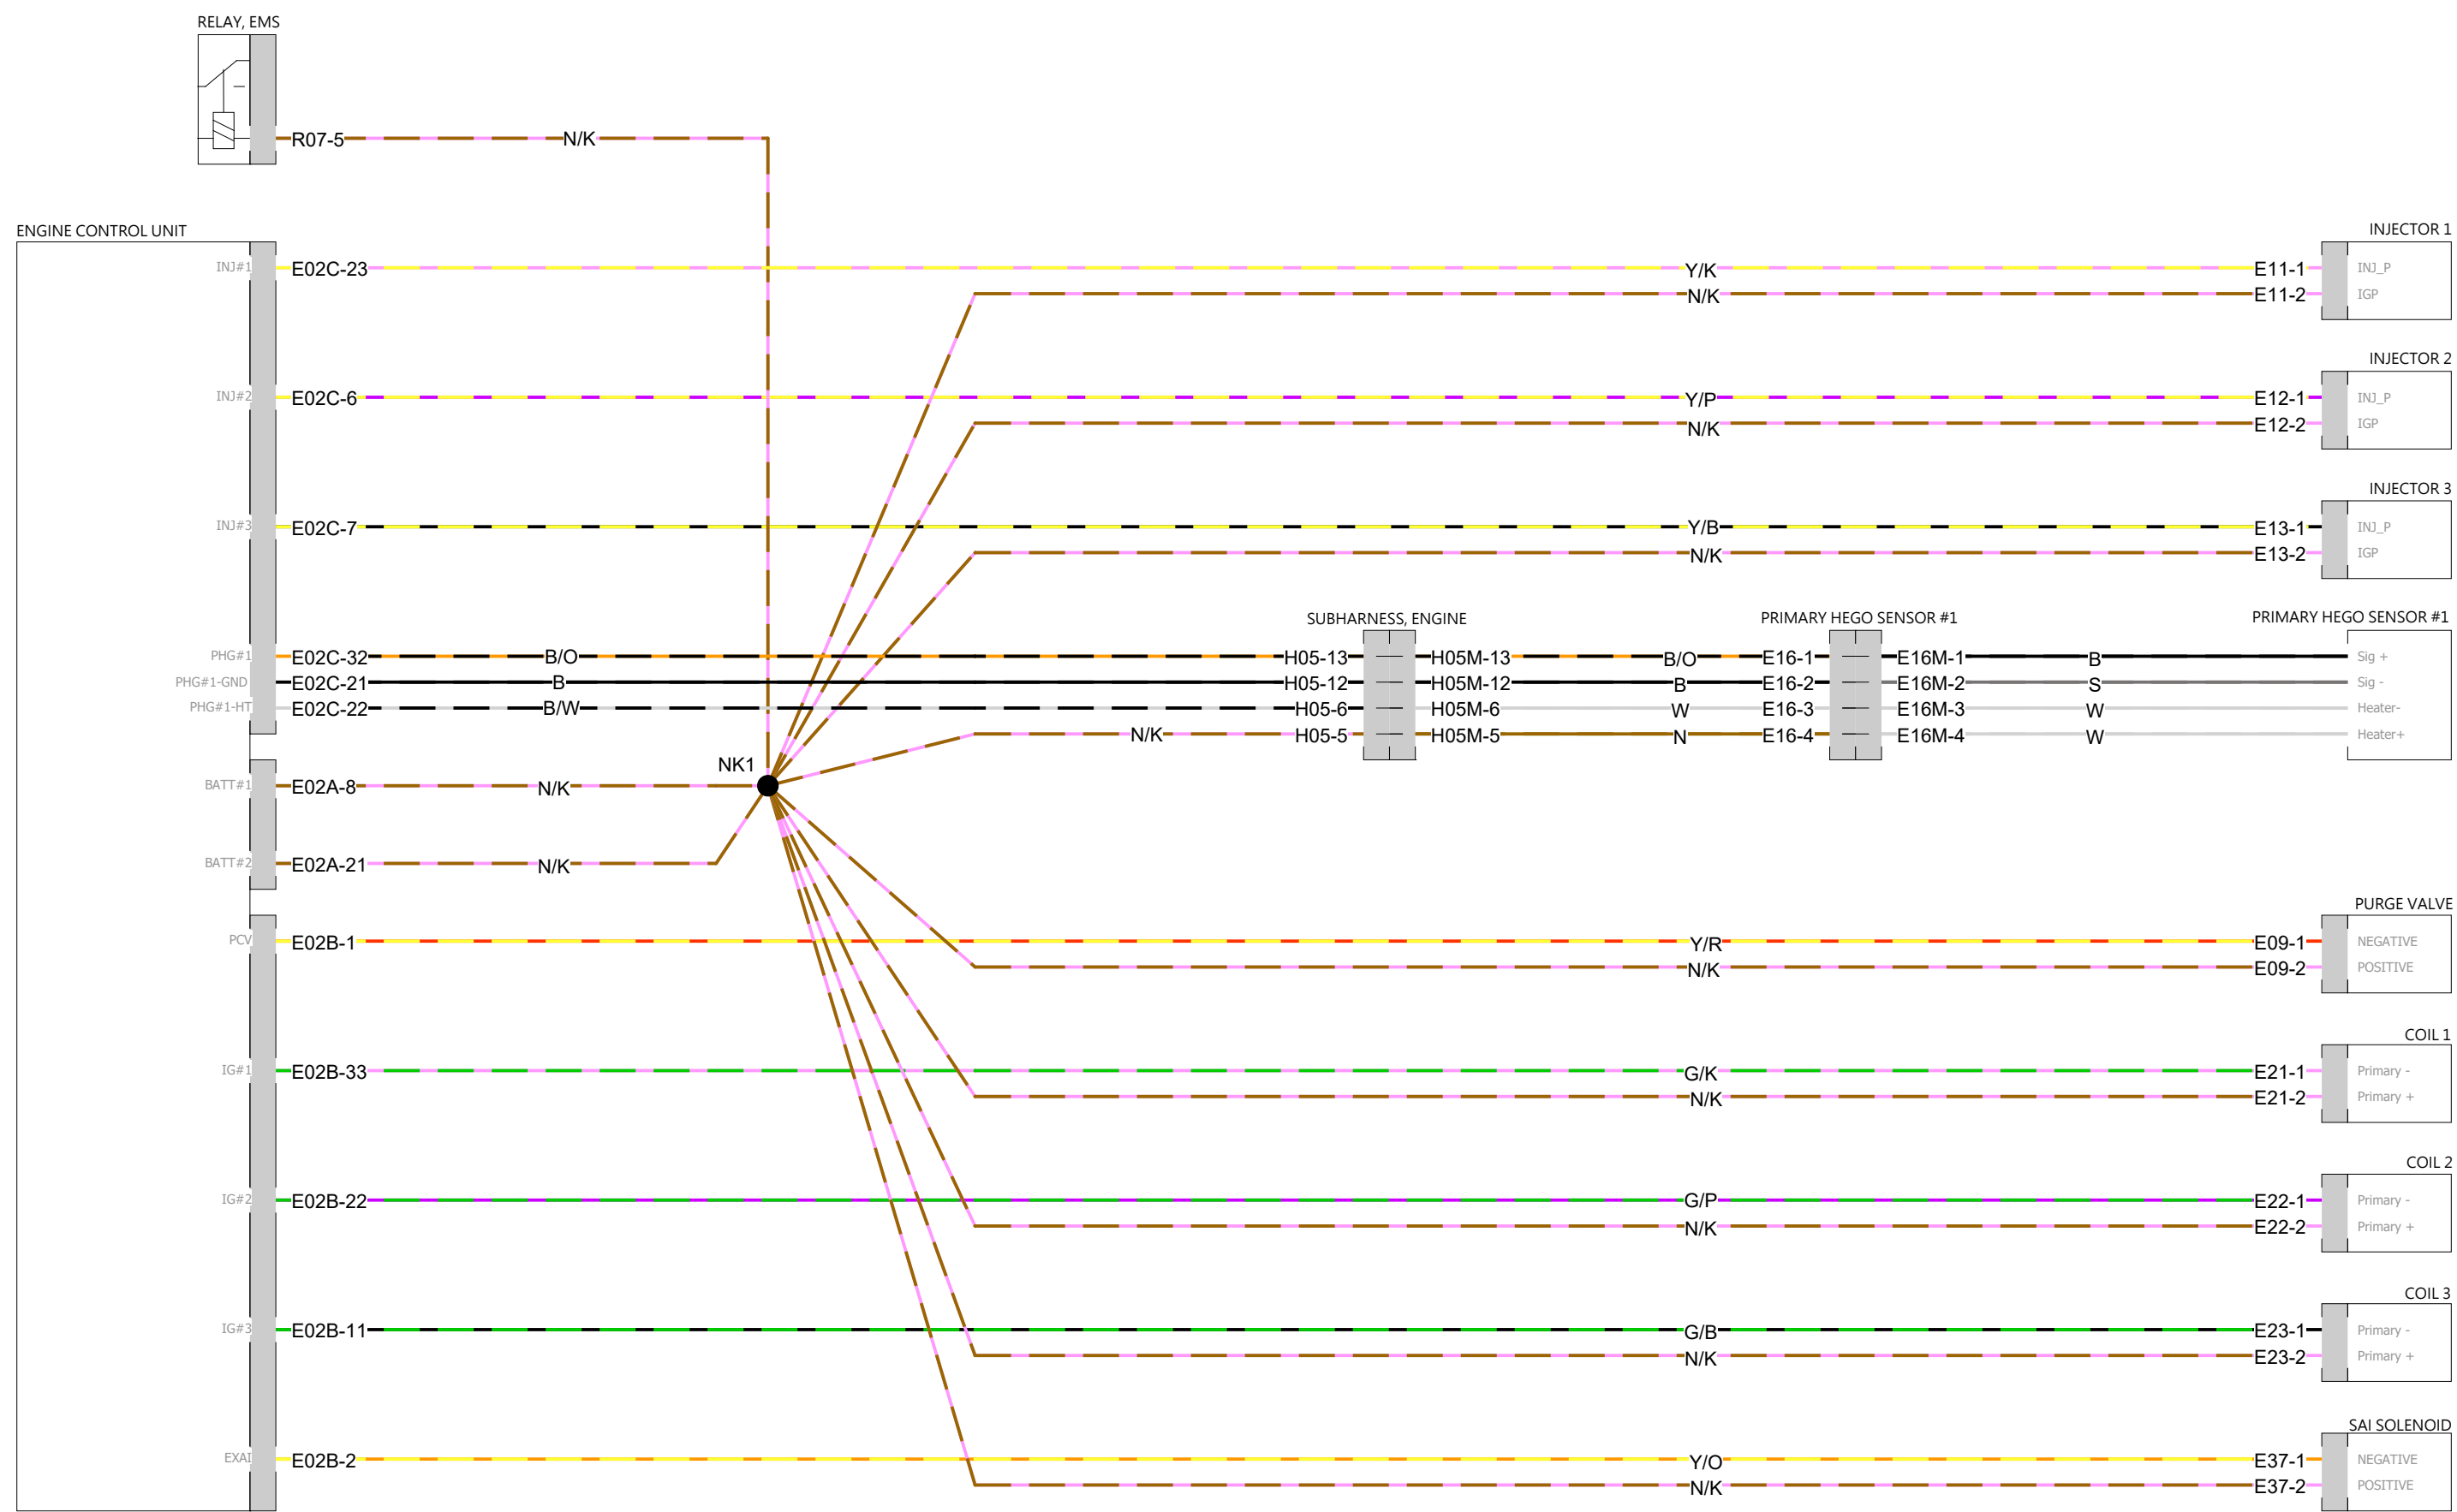 RELAY, EMS
R07-5 N/K
ENGINE CONTROL UNIT
INJECTOR 1
INJ#1 E02C-23 Y/K E11-1 INJ_P
N/K E11-2 IGP
INJECTOR 2
INJ#2 E02C-6 Y/P E12-1 INJ_P
N/K E12-2 IGP
INJECTOR 3
INJ#3 E02C-7 Y/B E13-1 INJ_P
N/K E13-2 IGP
SUBHARNESS, ENGINE PRIMARY HEGO SENSOR #1 PRIMARY HEGO SENSOR #1
PHG#1 E02C-32 B/O H05-13 H05M-13 B/O E16-1 E16M-1 B Sig +
PHG#1-GND E02C-21 B H05-12 H05M-12 B E16-2 E16M-2 S Sig -
PHG#1-HT E02C-22 B/W H05-6 H05M-6 W E16-3 E16M-3 W Heater-
N/K H05-5 H05M-5 N E16-4 E16M-4 W Heater+
NK1
BATT#1 E02A-8 N/K
BATT#2 E02A-21 N/K
PURGE VALVE
PCV E02B-1 Y/R E09-1 NEGATIVE
N/K E09-2 POSITIVE
COIL 1
IG#1 E02B-33 G/K E21-1 Primary -
N/K E21-2 Primary +
COIL 2
IG#2 E02B-22 G/P E22-1 Primary -
N/K E22-2 Primary +
COIL 3
IG#3 E02B-11 G/B E23-1 Primary -
N/K E23-2 Primary +
SAI SOLENOID
EXAI E02B-2 Y/O E37-1 NEGATIVE
N/K E37-2 POSITIVE